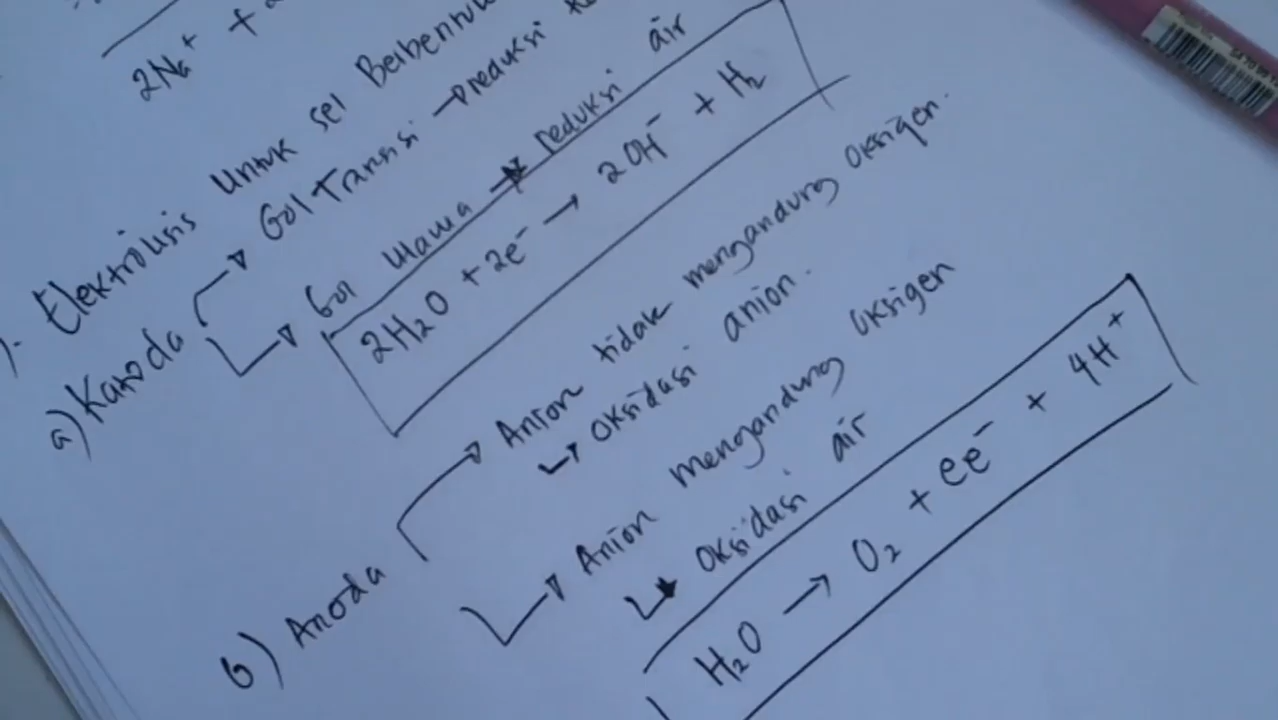 2Na⁺ +
Elektrolisis Untuk sel Berbentuk
a) Katoda
Gol Transisi → reduksi
Gol Utama → reduksi air
2H₂O + 2e⁻ → 2OH⁻ + H₂
b) Anoda
Anion tidak mengandung oksigen.
↳ Oksidasi anion.
Anion mengandung oksigen
↳ Oksidasi air
H₂O → O₂ + ee⁻ + 4H⁺